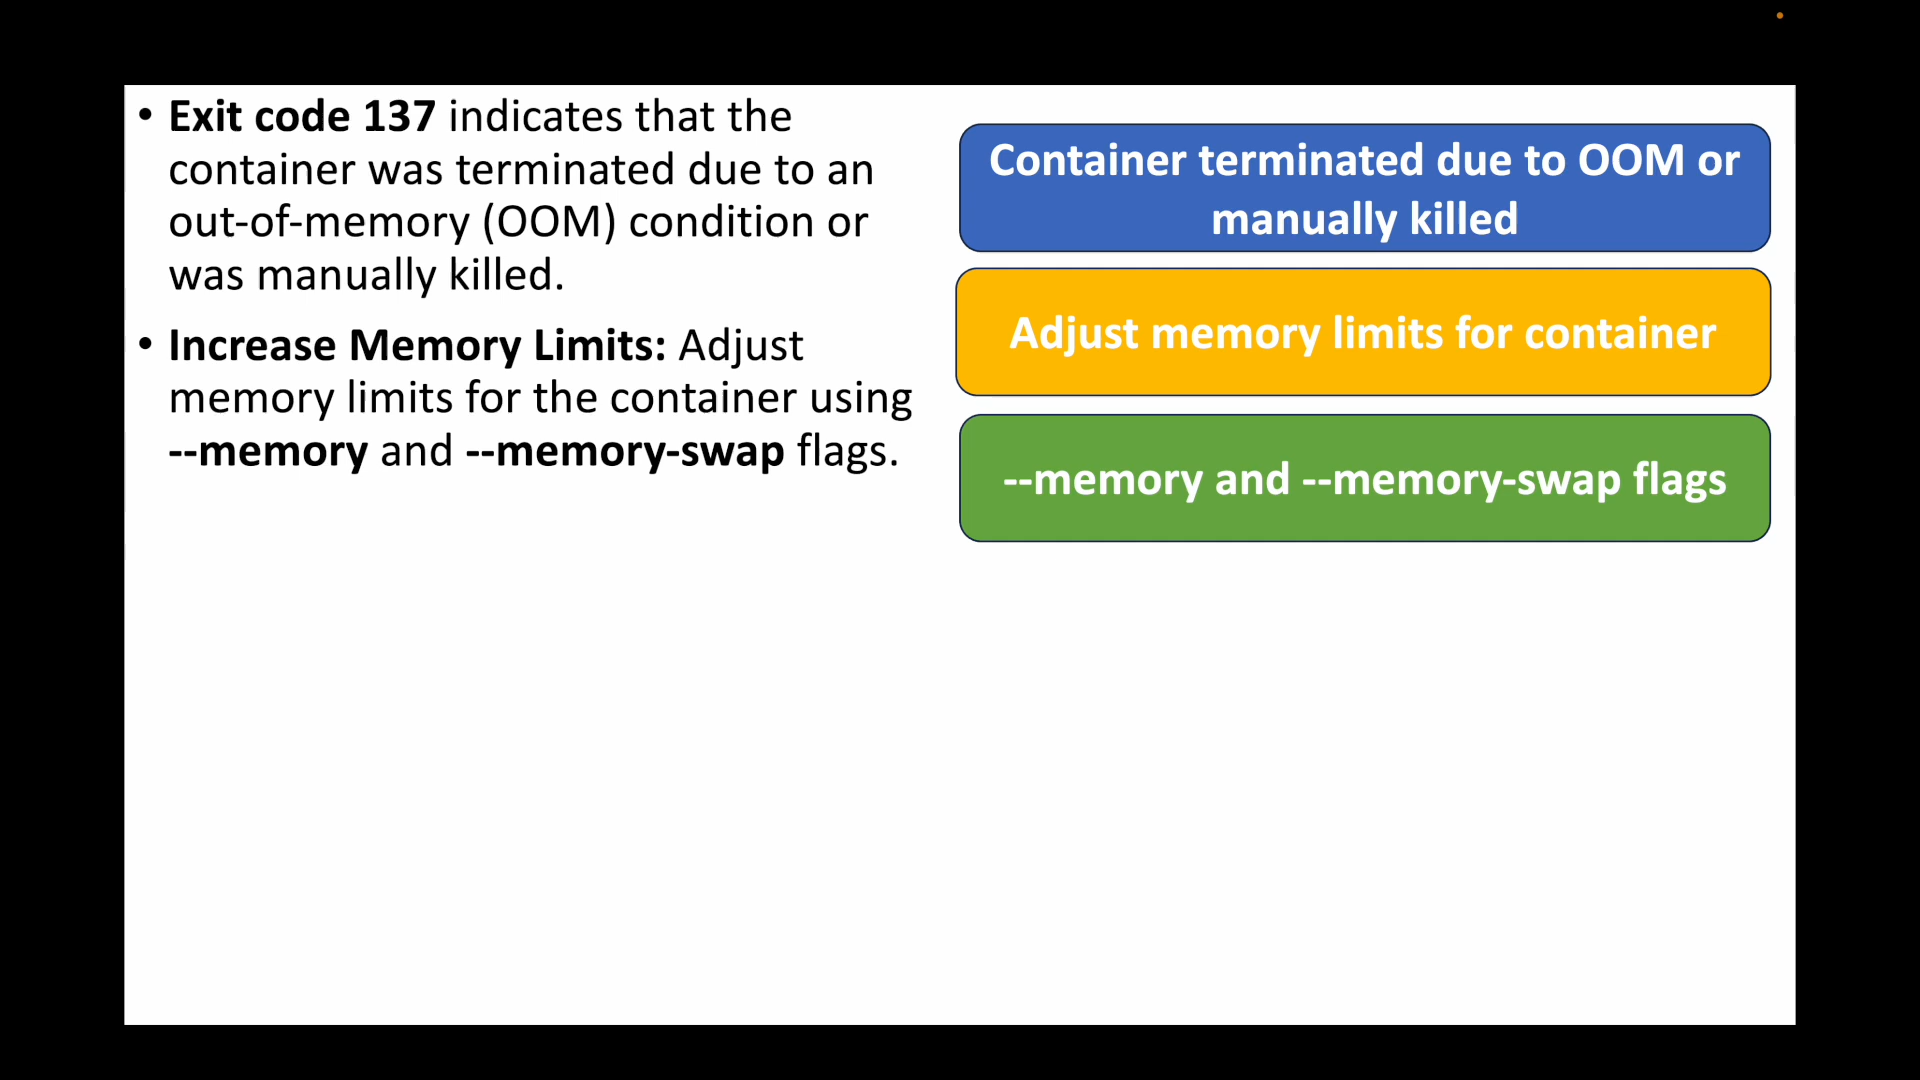 • Exit code 137 indicates that the
container was terminated due to an
out-of-memory (OOM) condition or
was manually killed.
• Increase Memory Limits: Adjust
memory limits for the container using
--memory and --memory-swap flags.
Container terminated due to OOM or
manually killed
Adjust memory limits for container
--memory and --memory-swap flags